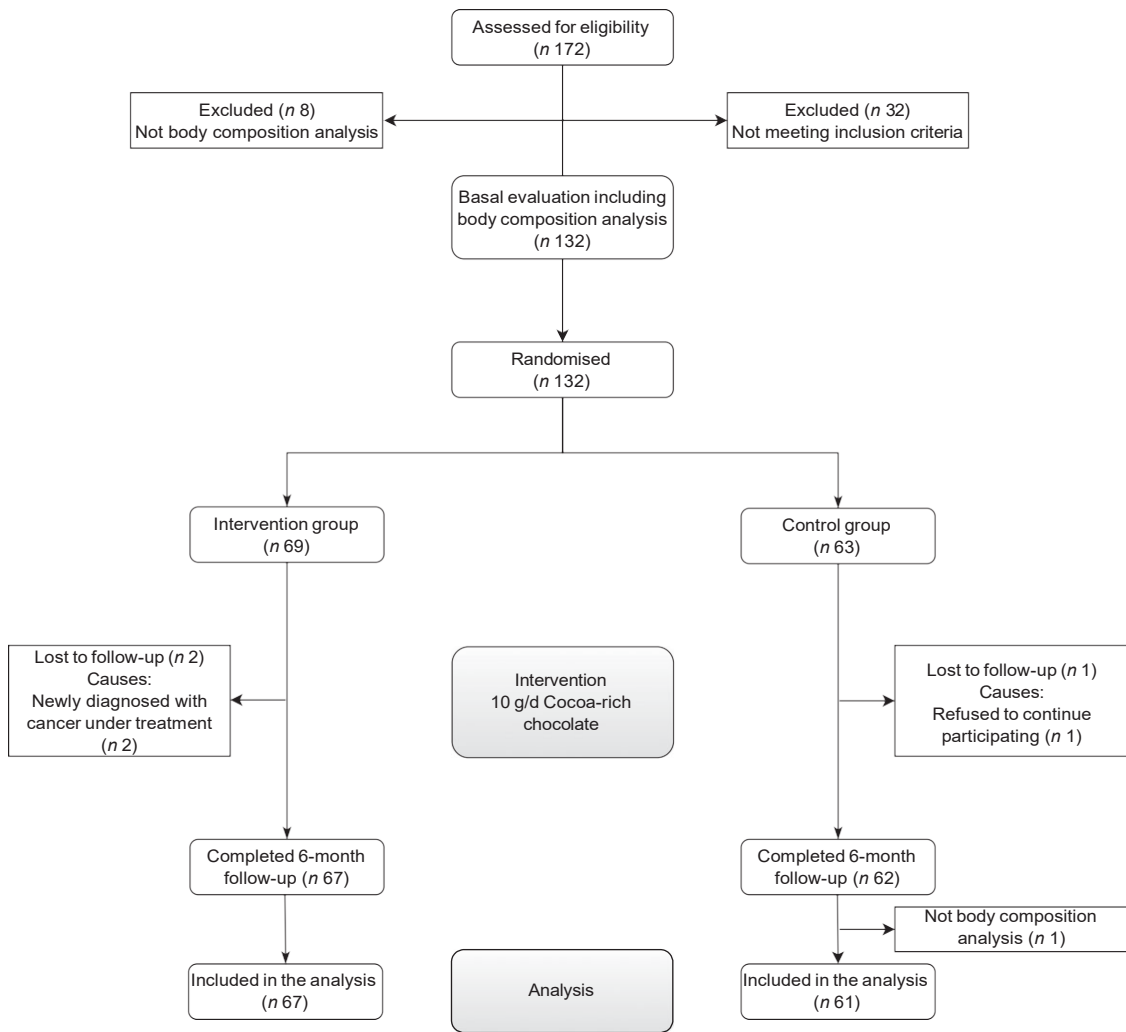 Assessed for eligibility
(n 172)
Excluded (n 8)
Not body composition analysis
Excluded (n 32)
Not meeting inclusion criteria
Basal evaluation including
body composition analysis
(n 132)
Randomised
(n 132)
Intervention group
(n 69)
Control group
(n 63)
Lost to follow-up (n 2)
Causes:
Newly diagnosed with
cancer under treatment
(n 2)
Intervention
10 g/d Cocoa-rich
chocolate
Lost to follow-up (n 1)
Causes:
Refused to continue
participating (n 1)
Completed 6-month
follow-up (n 67)
Completed 6-month
follow-up (n 62)
Not body composition
analysis (n 1)
Included in the analysis
(n 67)
Analysis
Included in the analysis
(n 61)